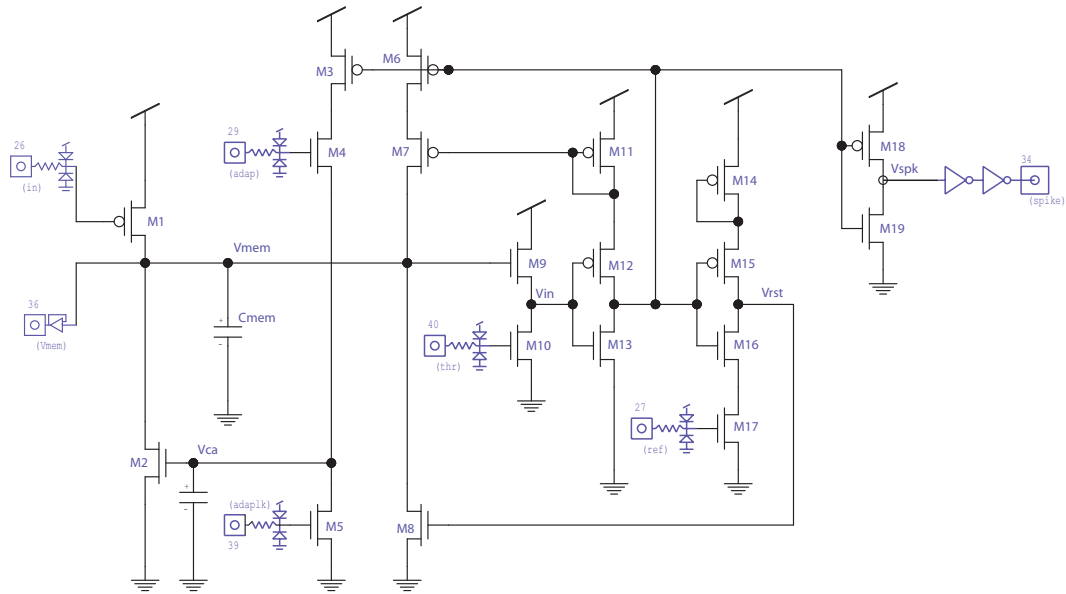 M3
M6
26
(in)
29
(adap)
M4
M7
M11
M14
M18
Vspk
34
(spike)
M1
M19
Vmem
M9
M12
M15
36
(Vmem)
Cmem
+
-
Vin
Vrst
40
(thr)
M10
M13
M16
27
(ref)
M17
M2
Vca
+
-
(adaplk)
39
M5
M8